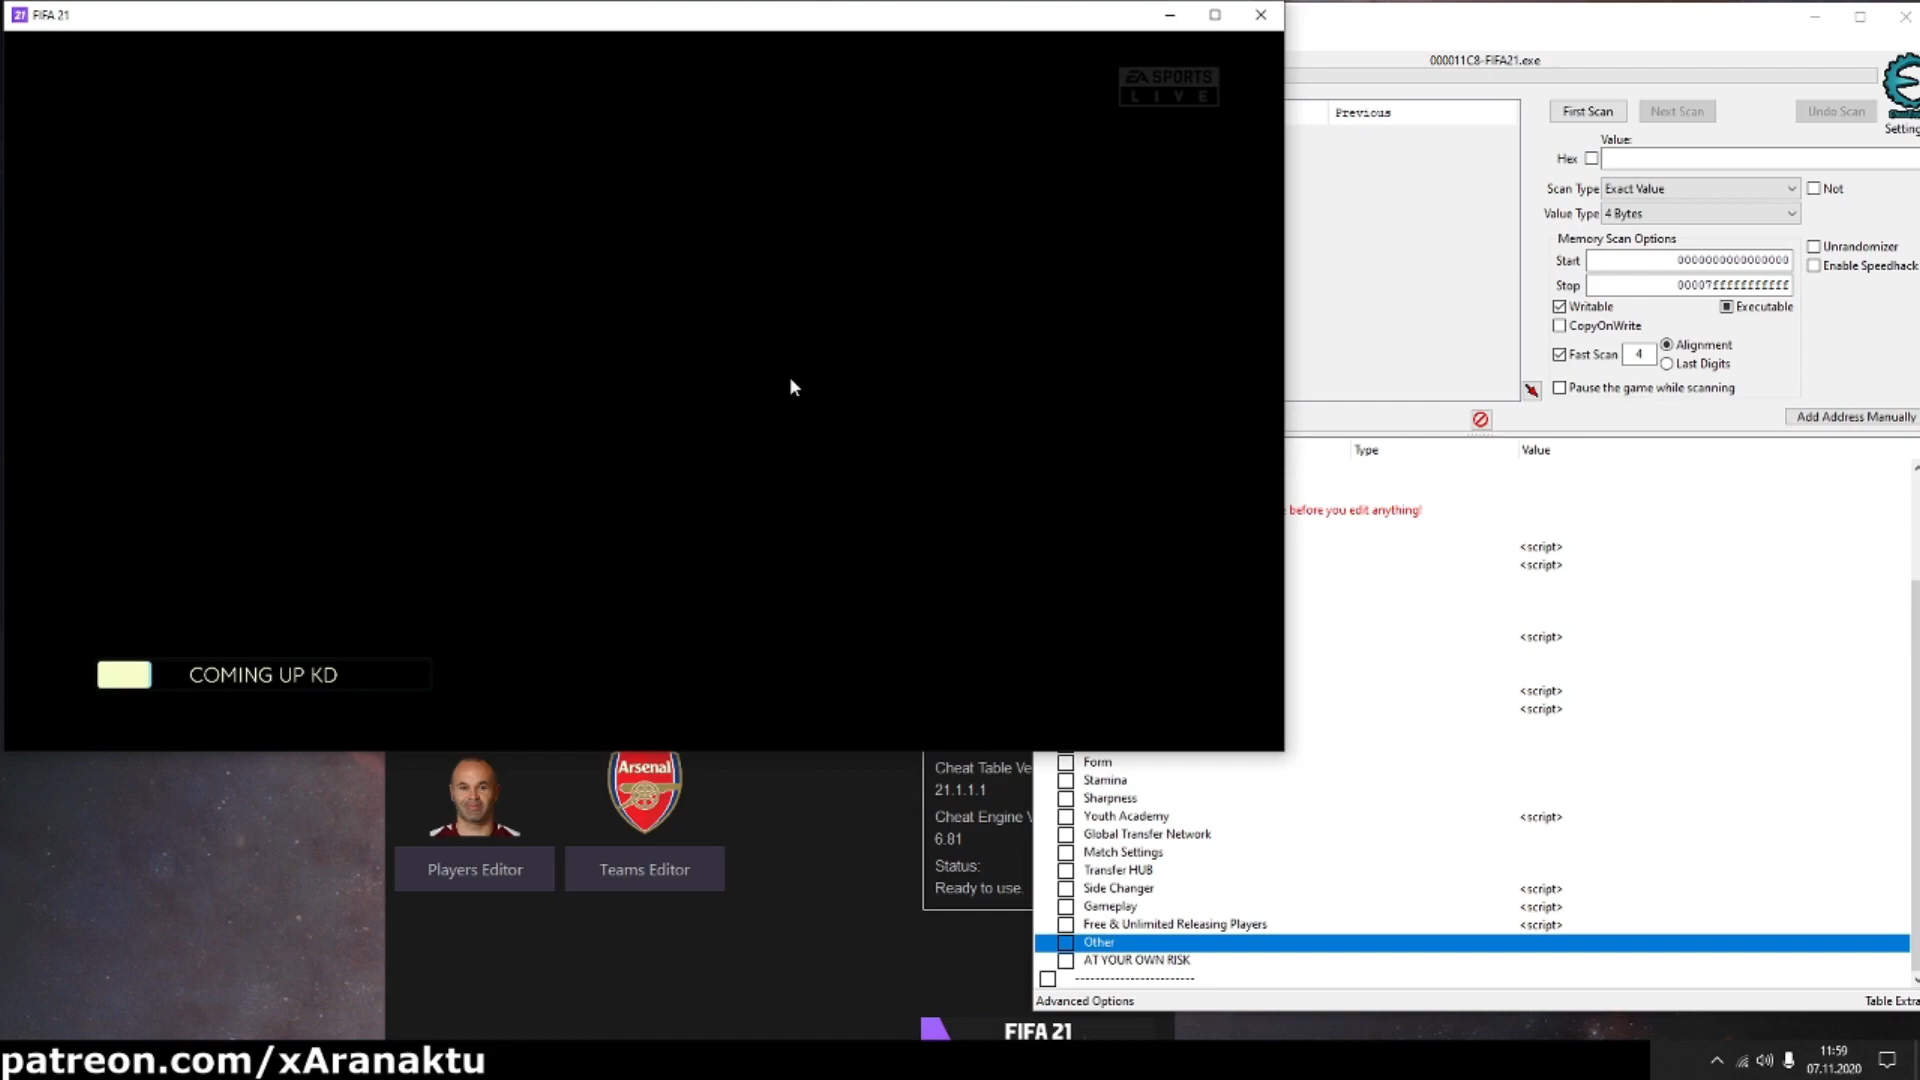 FIFA 21
EA SPORTS
LIVE
COMING UP KD
000011C8-FIFA21.exe
Previous
First Scan
Next Scan
Undo Scan
Value:
Hex
Scan Type
Exact Value
Not
Value Type
4 Bytes
Memory Scan Options
Start
0000000000000000
Stop
00007fffffffffff
Unrandomizer
Enable Speedhack
Writable
Executable
CopyOnWrite
Fast Scan
4
Alignment
Last Digits
Pause the game while scanning
Add Address Manually
Type
Value
before you edit anything!
<script>
<script>
<script>
<script>
<script>
Form
Stamina
Sharpness
Youth Academy
<script>
Global Transfer Network
Match Settings
Transfer HUB
Side Changer
<script>
Gameplay
<script>
Free & Unlimited Releasing Players
<script>
Other
AT YOUR OWN RISK
------------------------
Advanced Options
Table Extra
Arsenal
Players Editor
Teams Editor
Cheat Table Ve
21.1.1.1
Cheat Engine
6.81
Status:
Ready to use.
FIFA 21
patreon.com/xAranaktu
11:59
07.11.2020